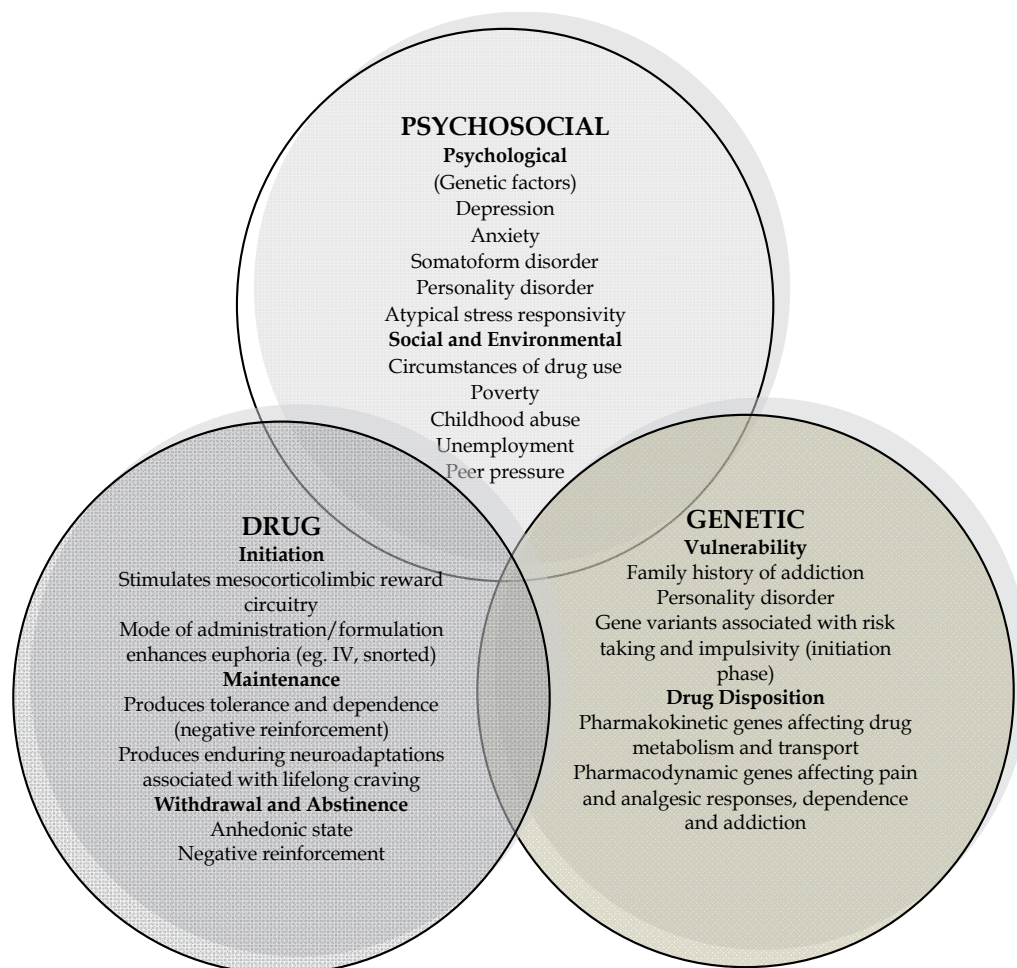 PSYCHOSOCIAL
Psychological
(Genetic factors)
Depression
Anxiety
Somatoform disorder
Personality disorder
Atypical stress responsivity
Social and Environmental
Circumstances of drug use
Poverty
Childhood abuse
Unemployment
Peer pressure
DRUG
Initiation
Stimulates mesocorticolimbic reward
circuitry
Mode of administration/formulation
enhances euphoria (eg. IV, snorted)
Maintenance
Produces tolerance and dependence
(negative reinforcement)
Produces enduring neuroadaptations
associated with lifelong craving
Withdrawal and Abstinence
Anhedonic state
Negative reinforcement
GENETIC
Vulnerability
Family history of addiction
Personality disorder
Gene variants associated with risk
taking and impulsivity (initiation
phase)
Drug Disposition
Pharmakokinetic genes affecting drug
metabolism and transport
Pharmacodynamic genes affecting pain
and analgesic responses, dependence
and addiction